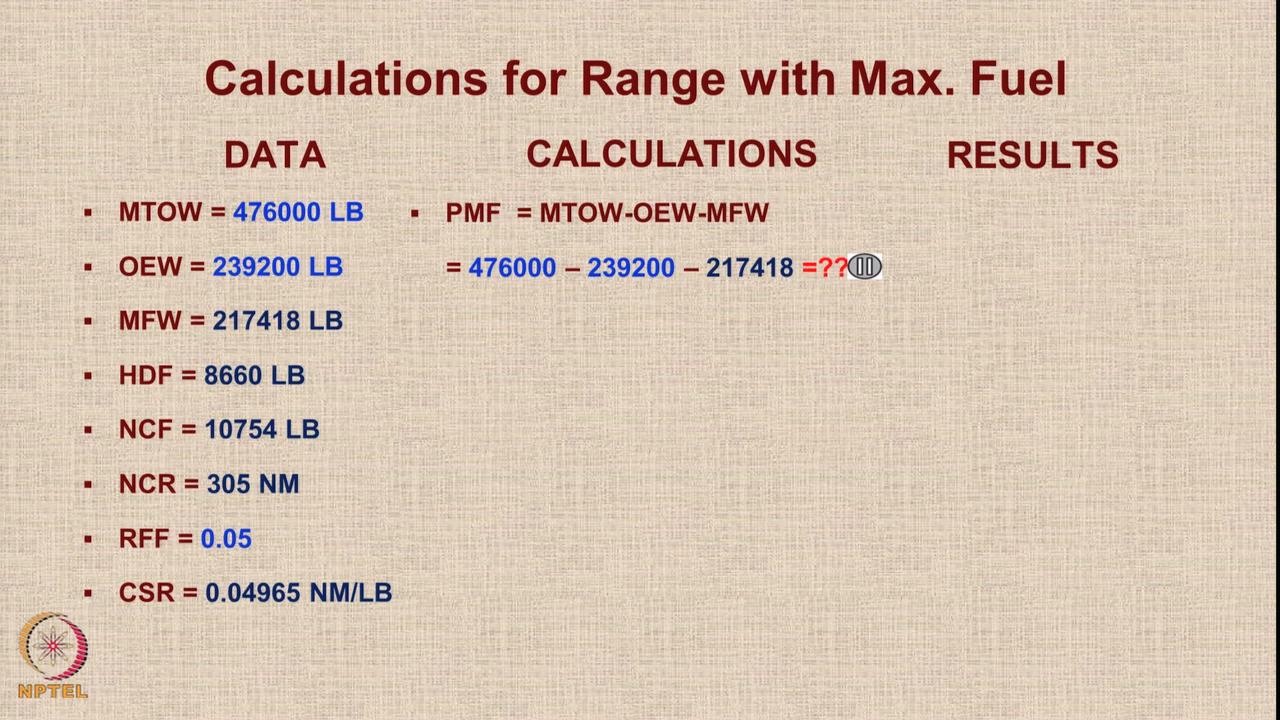 Calculations for Range with Max. Fuel
DATA
CALCULATIONS
RESULTS
▪ MTOW = 476000 LB
▪ OEW = 239200 LB
▪ MFW = 217418 LB
▪ HDF = 8660 LB
▪ NCF = 10754 LB
▪ NCR = 305 NM
▪ RFF = 0.05
▪ CSR = 0.04965 NM/LB
▪ PMF = MTOW-OEW-MFW
= 476000 – 239200 – 217418 =??
NPTEL